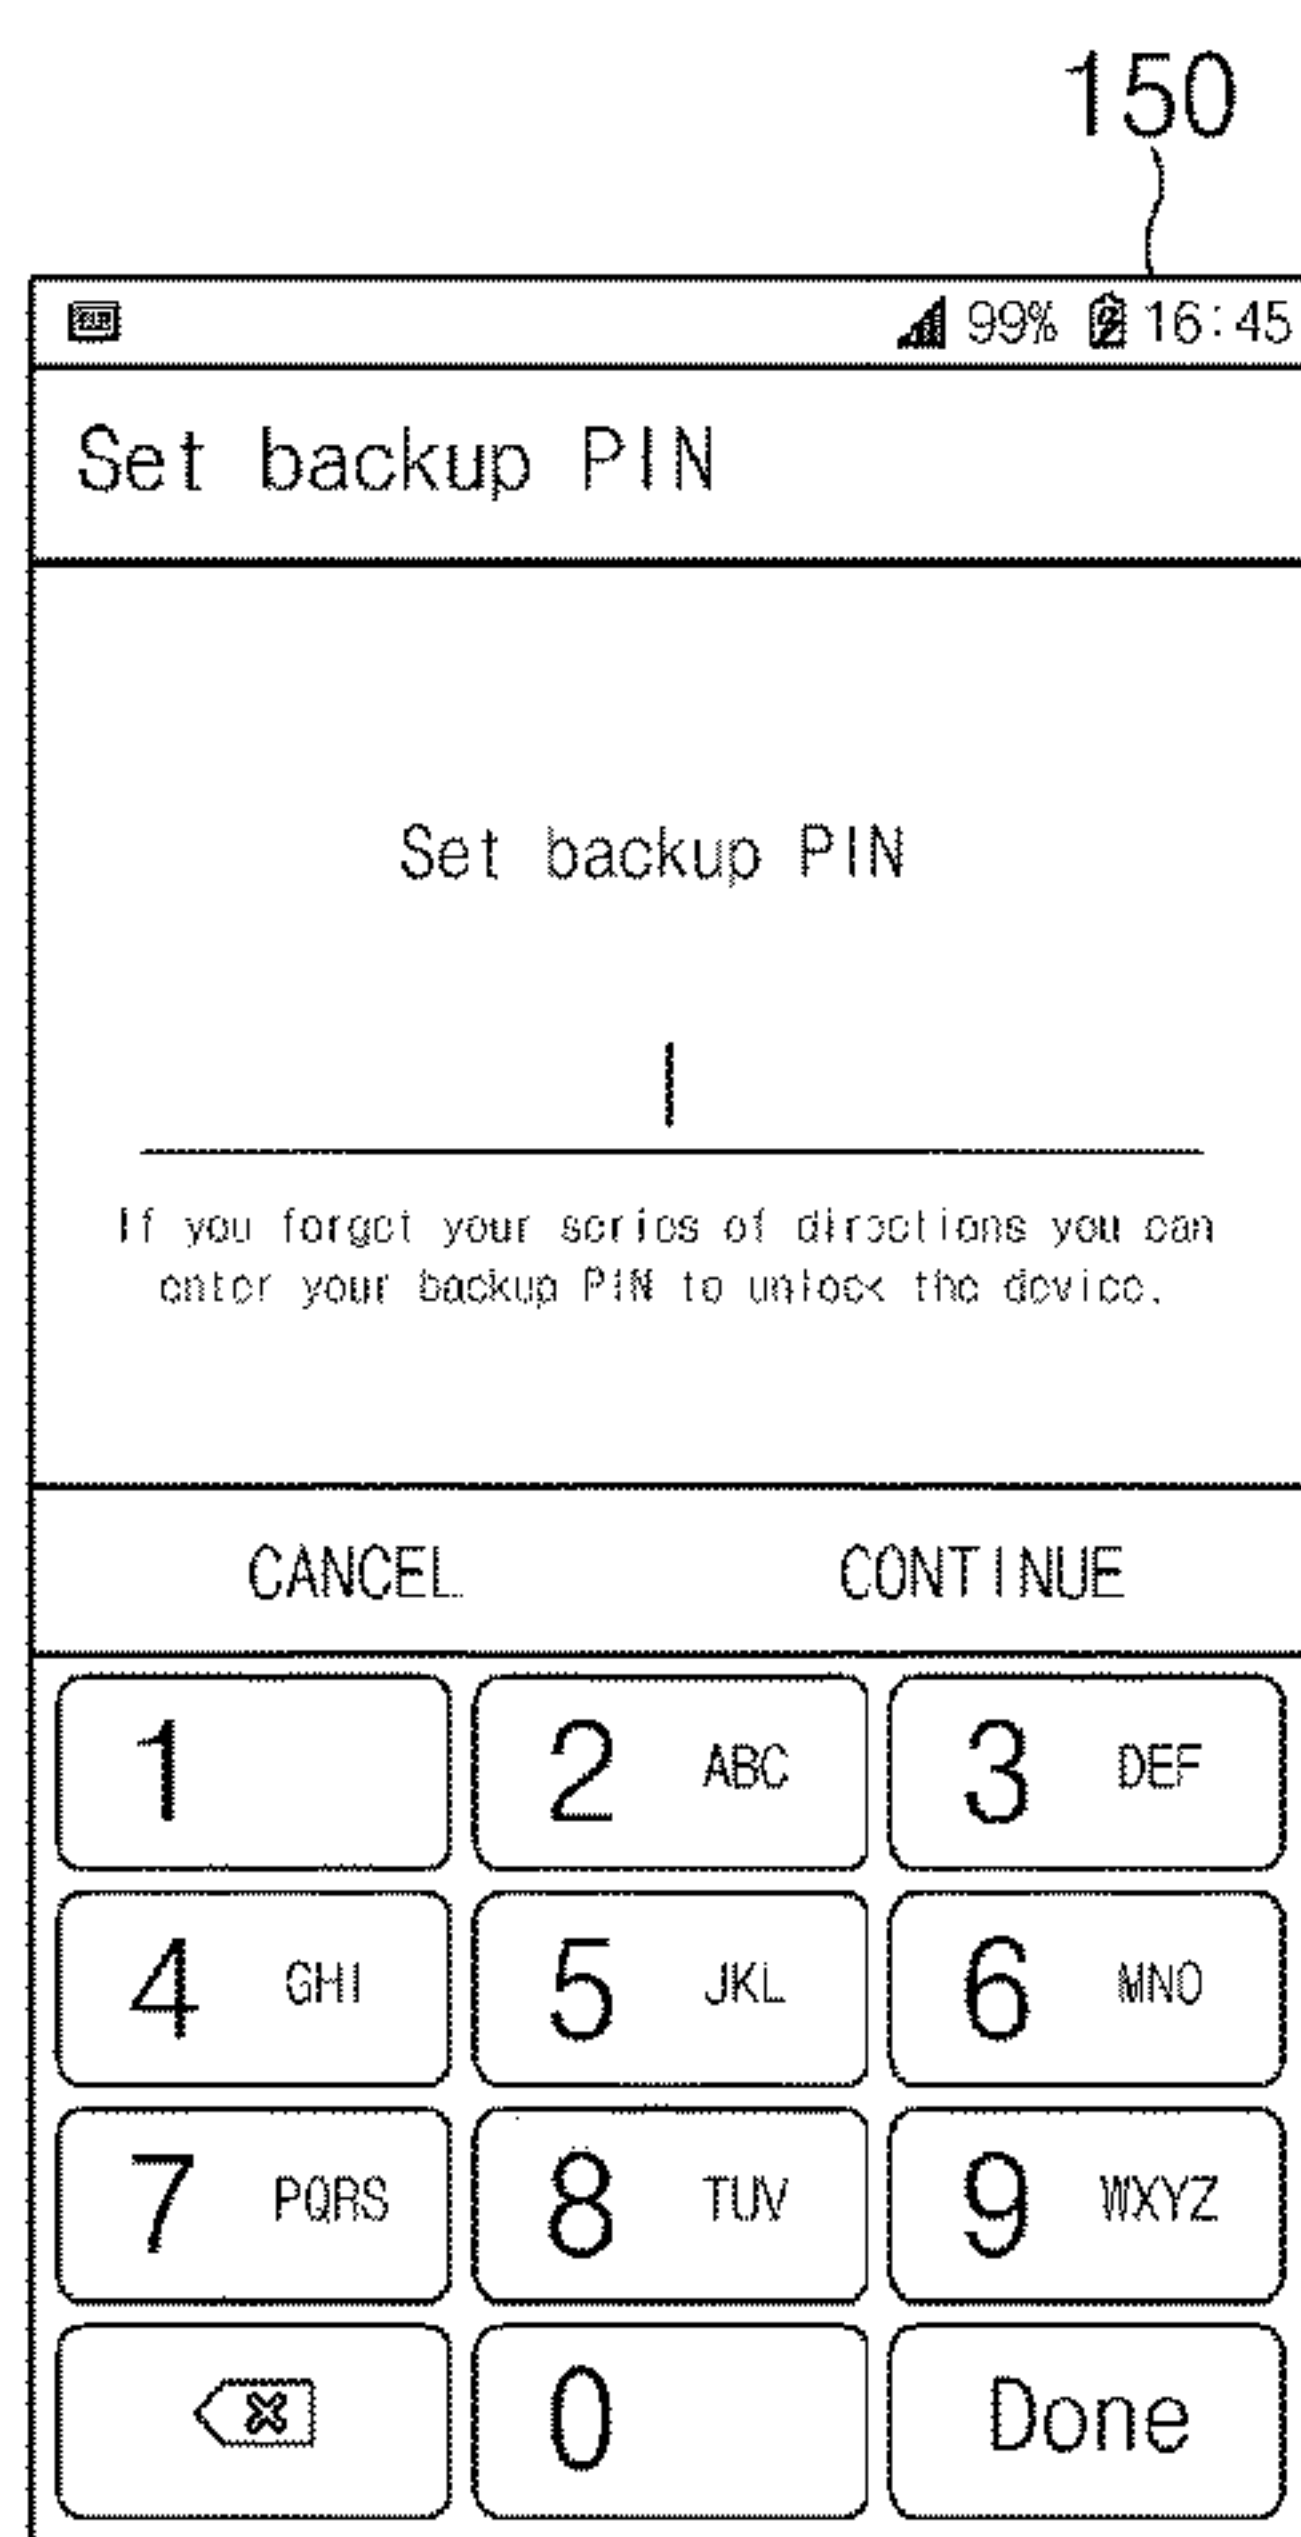 150
99% 16:45
Set backup PIN
Set backup PIN
If you forget your series of directions you can
enter your backup PIN to unlock the device.
CANCEL CONTINUE
1 2 ABC 3 DEF
4 GHI 5 JKL 6 MNO
7 PQRS 8 TUV 9 WXYZ
0 Done